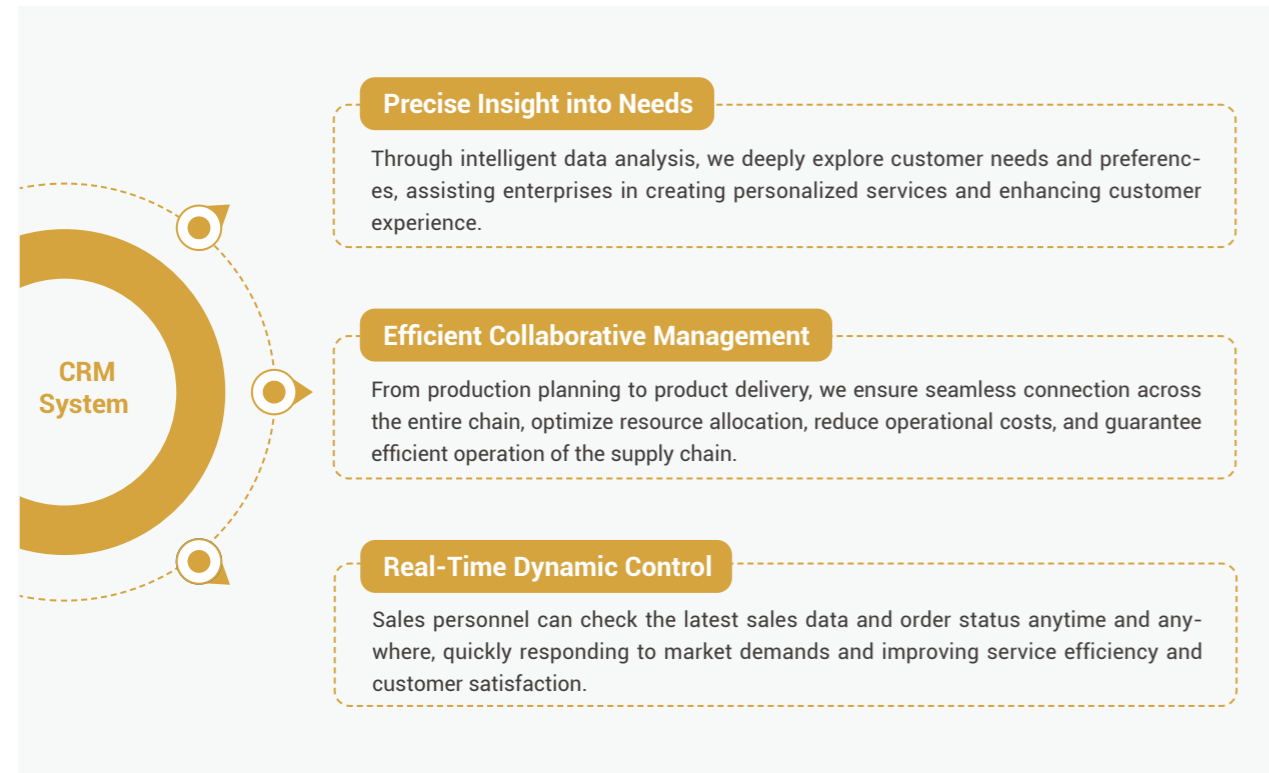 CRM
System
Precise Insight into Needs
Through intelligent data analysis, we deeply explore customer needs and preferenc-
es, assisting enterprises in creating personalized services and enhancing customer
experience.
Efficient Collaborative Management
From production planning to product delivery, we ensure seamless connection across
the entire chain, optimize resource allocation, reduce operational costs, and guarantee
efficient operation of the supply chain.
Real-Time Dynamic Control
Sales personnel can check the latest sales data and order status anytime and any-
where, quickly responding to market demands and improving service efficiency and
customer satisfaction.